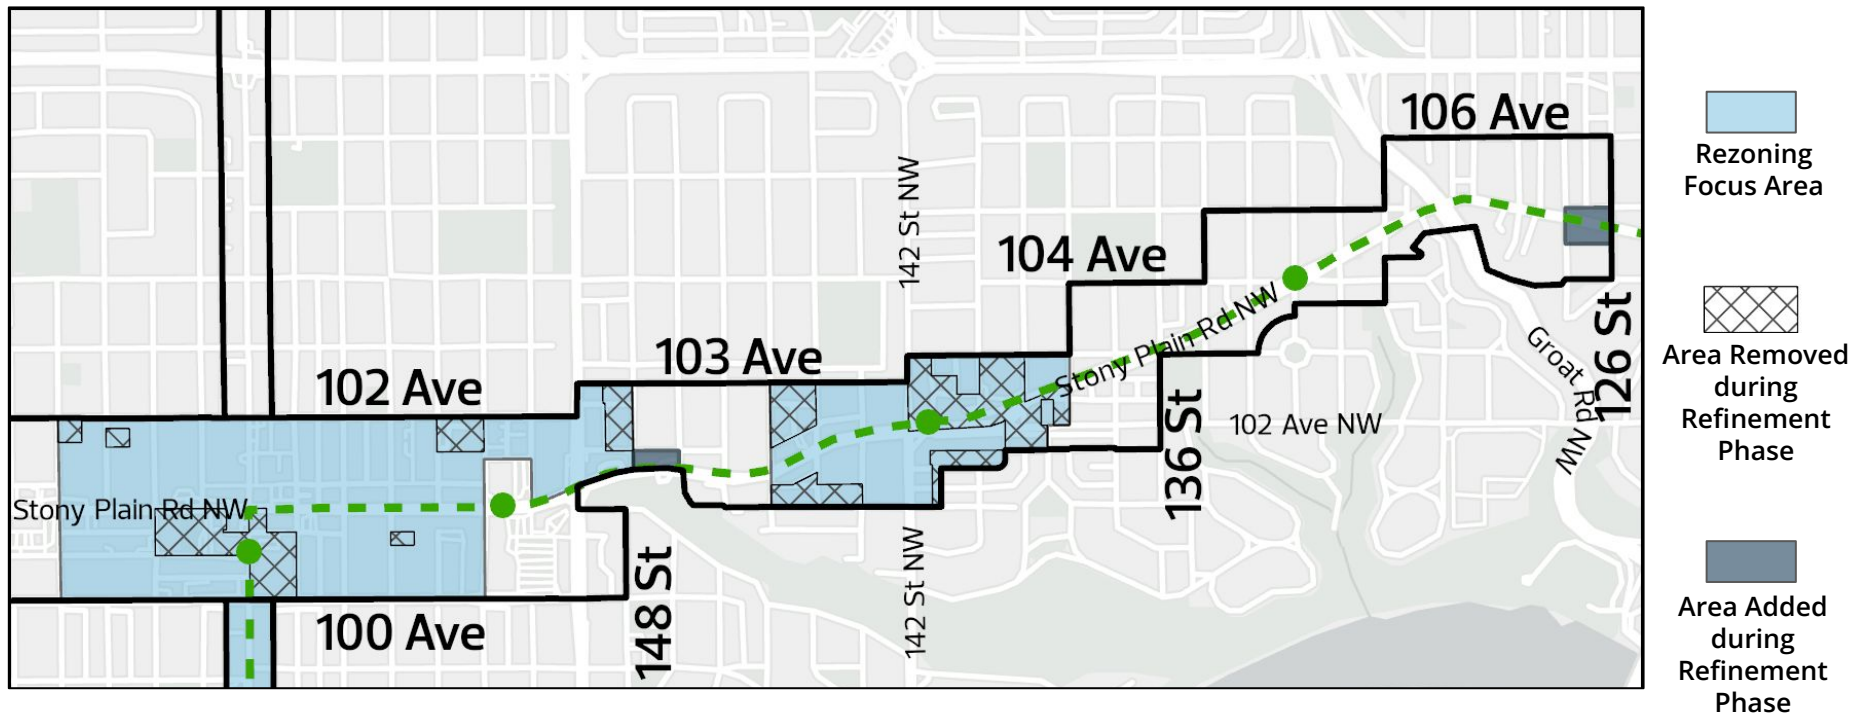 106 Ave
142 St NW
104 Ave
Stony Plain Rd NW
103 Ave
102 Ave
Groat Rd NW
126 St
136 St
102 Ave NW
Stony Plain Rd NW
142 St NW
148 St
100 Ave
Rezoning
Focus Area
Area Removed
during
Refinement
Phase
Area Added
during
Refinement
Phase